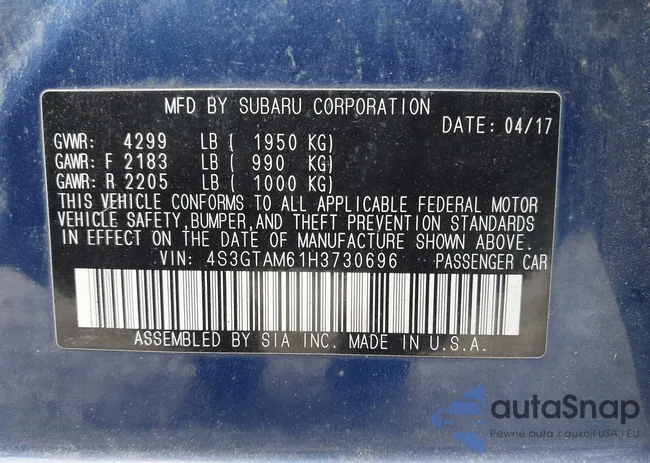 MFD BY SUBARU CORPORATION
DATE: 04/17
GVWR: 4299 LB ( 1950 KG)
GAWR: F 2183 LB ( 990 KG)
GAWR: R 2205 LB ( 1000 KG)
THIS VEHICLE CONFORMS TO ALL APPLICABLE FEDERAL MOTOR
VEHICLE SAFETY, BUMPER, AND THEFT PREVENTION STANDARDS
IN EFFECT ON THE DATE OF MANUFACTURE SHOWN ABOVE.
VIN: 4S3GTAM61H3730696 PASSENGER CAR
ASSEMBLED BY SIA INC. MADE IN U.S.A.
autaSnap
Pewne auta z aukcji USA i EU